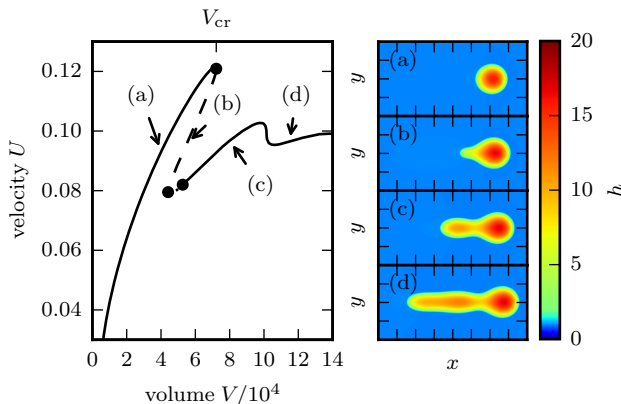 V_cr
0.12
0.10
0.08
0.06
0.04
velocity U
(a)
(b)
(c)
(d)
0
2
4
6
8
10
12
14
volume V/10^4
(a)
(b)
(c)
(d)
y
y
y
y
x
20
15
10
5
0
h